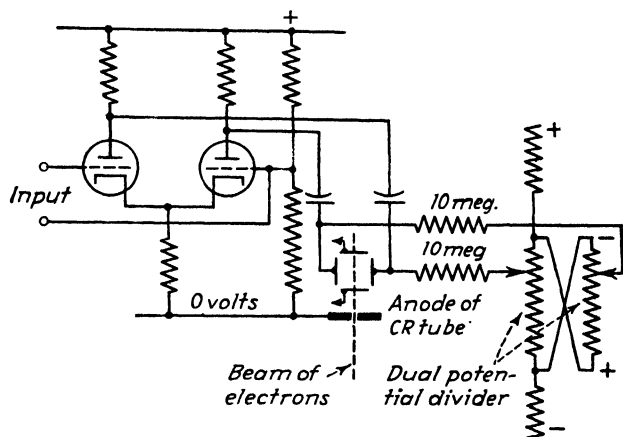 +
Input
0 volts
Beam of
electrons
10 meg.
10 meg
Anode of
CR tube
+
−
+
−
Dual poten-
tial divider